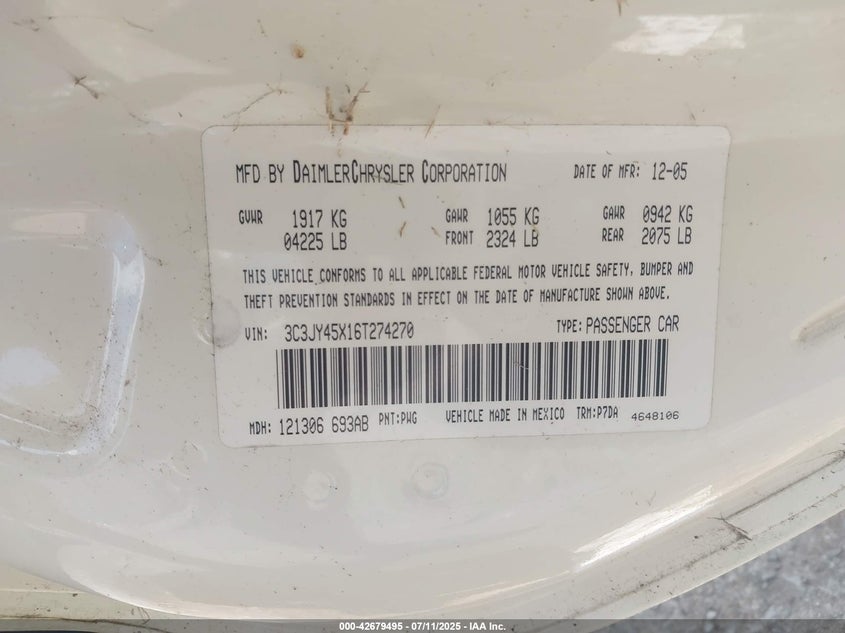 MFD BY DAIMLERCHRYSLER CORPORATION DATE OF MFR: 12-05
GVWR 1917 KG GAWR 1055 KG GAWR 0942 KG
04225 LB FRONT 2324 LB REAR 2075 LB
THIS VEHICLE CONFORMS TO ALL APPLICABLE FEDERAL MOTOR VEHICLE SAFETY, BUMPER AND
THEFT PREVENTION STANDARDS IN EFFECT ON THE DATE OF MANUFACTURE SHOWN ABOVE.
VIN: 3C3JY45X16T274270 TYPE: PASSENGER CAR
MDH: 121306 693AB PNT: PWG VEHICLE MADE IN MEXICO TRM: P7DA 4648106
000-42679495 - 07/11/2025 - IAA Inc.